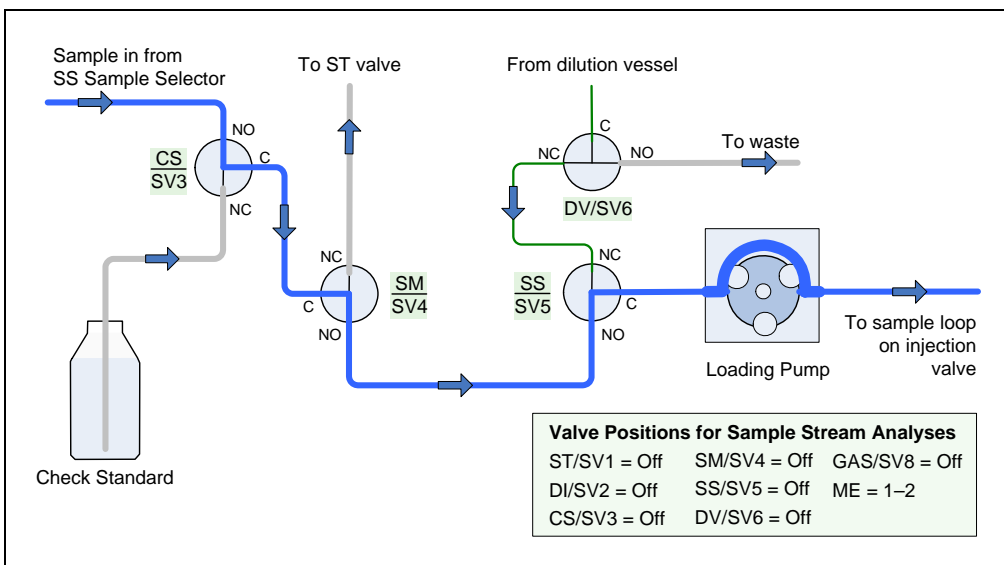 Sample in from
SS Sample Selector
To ST valve
From dilution vessel
NO
C
CS
SV3
NC
C
NC
NO
To waste
DV/SV6
NC
SM
SV4
C
NO
NC
SS
SV5
C
NO
To sample loop
on injection
valve
Loading Pump
Check Standard
Valve Positions for Sample Stream Analyses
ST/SV1 = Off SM/SV4 = Off GAS/SV8 = Off
DI/SV2 = Off SS/SV5 = Off ME = 1–2
CS/SV3 = Off DV/SV6 = Off